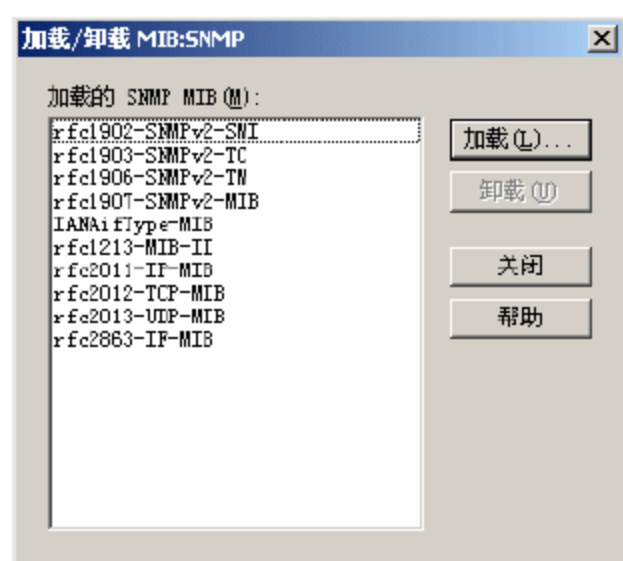 加载/卸载 MIB:SNMP
加载的 SNMP MIB(M):
rfc1902-SNMPv2-SMI
rfc1903-SNMPv2-TC
rfc1906-SNMPv2-TM
rfc1907-SNMPv2-MIB
IANAifType-MIB
rfc1213-MIB-II
rfc2011-IP-MIB
rfc2012-TCP-MIB
rfc2013-UDP-MIB
rfc2863-IF-MIB
加载(L)...
卸载(U)
关闭
帮助